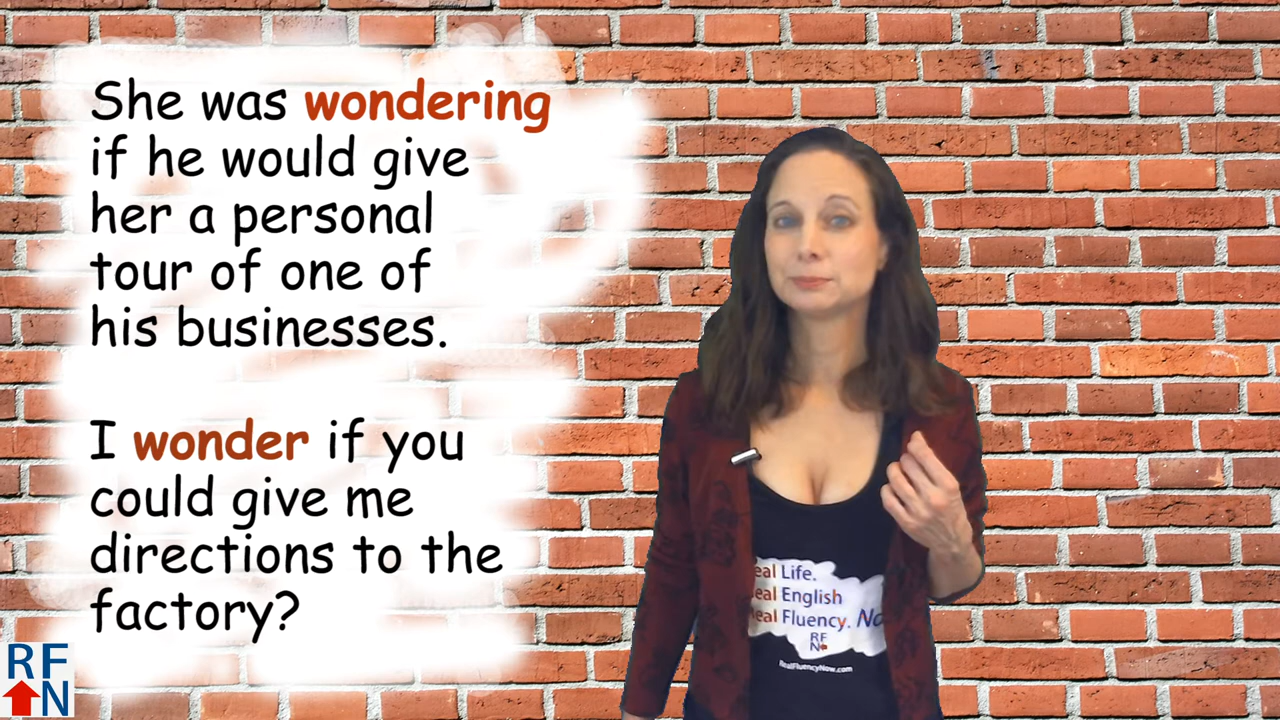 She was wondering
if he would give
her a personal
tour of one of
his businesses.
I wonder if you
could give me
directions to the
factory?
RF
N
eal Life.
eal English
eal Fluency. No
RF
N
RealFluencyNow.com